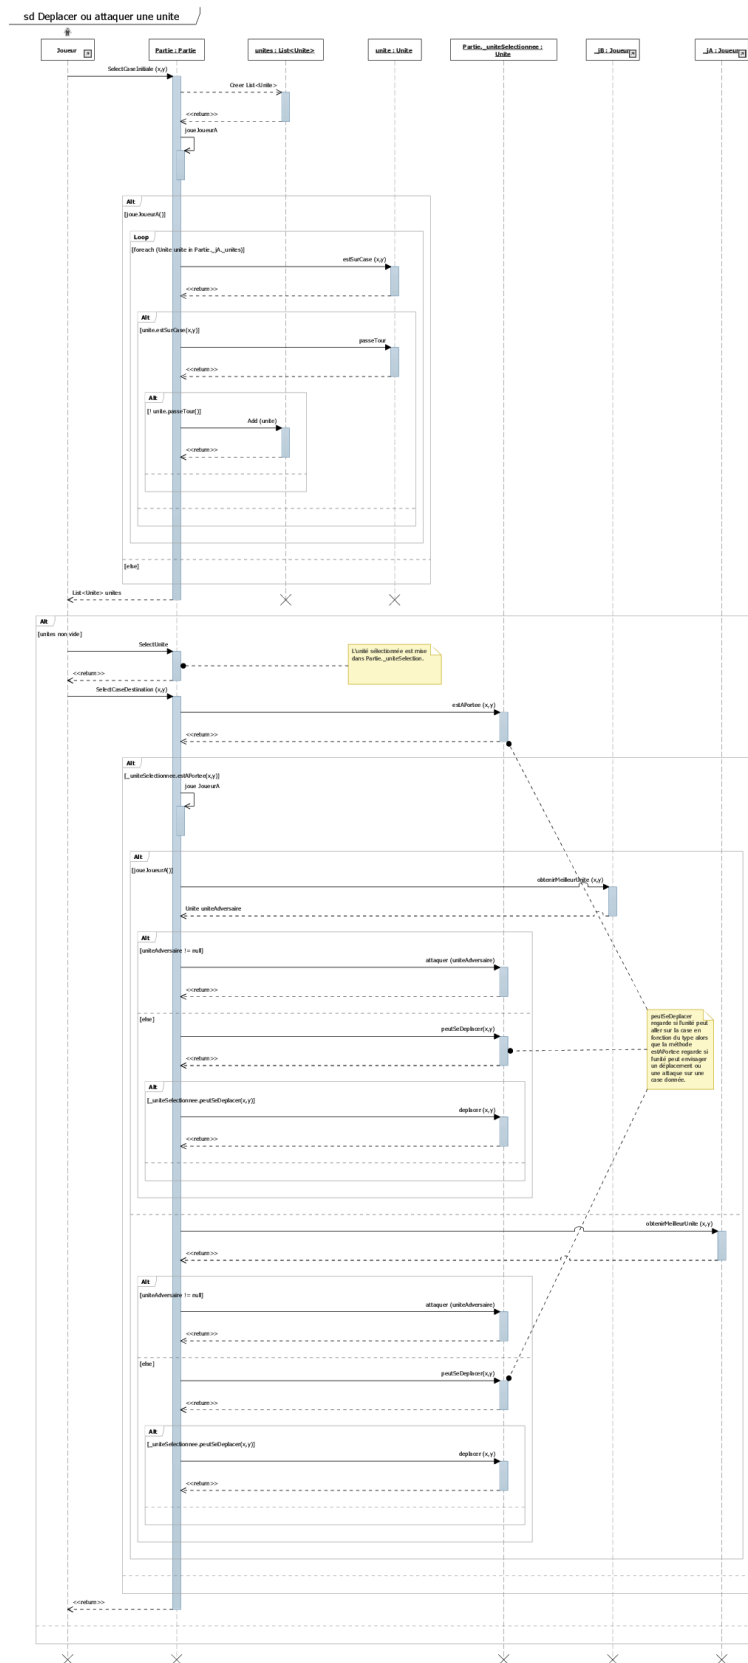 sd Deplacer ou attaquer une unite
Joueur
Partie : Partie
unites : List<Unite>
unite : Unite
Partie._uniteSelectionnee :
Unite
_jB : Joueur
_jA : Joueur
SelectCaseInitiale (x,y)
Creer List<Unite>
<<return>>
joueJoueurA
Alt
[joueJoueurA()]
Loop
[foreach (Unite unite in Partie._jA._unites)]
estSurCase (x,y)
<<return>>
Alt
[unite.estSurCase(x,y)]
passeTour
<<return>>
Alt
[! unite.passeTour()]
Add (unite)
<<return>>
[else]
List<Unite> unites
Alt
[unites non vide]
SelectUnite
L'unité sélectionnée est mise
dans Partie._uniteSelection.
<<return>>
SelectCaseDestination (x,y)
estAPortee (x,y)
<<return>>
Alt
[_uniteSelectionnee.estAPortee(x,y)]
joue JoueurA
Alt
[joueJoueurA()]
obtenirMeilleurUnite (x,y)
Unite uniteAdversaire
Alt
[uniteAdversaire != null]
attaquer (uniteAdversaire)
<<return>>
[else]
peutSeDeplacer(x,y)
<<return>>
peutSeDeplacer
regarde si l'unité peut
aller sur la case en
fonction du type alors
que la méthode
estAPortee regarde si
l'unité peut envisager
un déplacement ou
une attaque sur une
case donnée.
Alt
[_uniteSelectionnee.peutSeDeplacer(x,y)]
deplacer (x,y)
<<return>>
obtenirMeilleurUnite (x,y)
<<return>>
Alt
[uniteAdversaire != null]
attaquer (uniteAdversaire)
<<return>>
[else]
peutSeDeplacer(x,y)
<<return>>
Alt
[_uniteSelectionnee.peutSeDeplacer(x,y)]
deplacer (x,y)
<<return>>
<<return>>